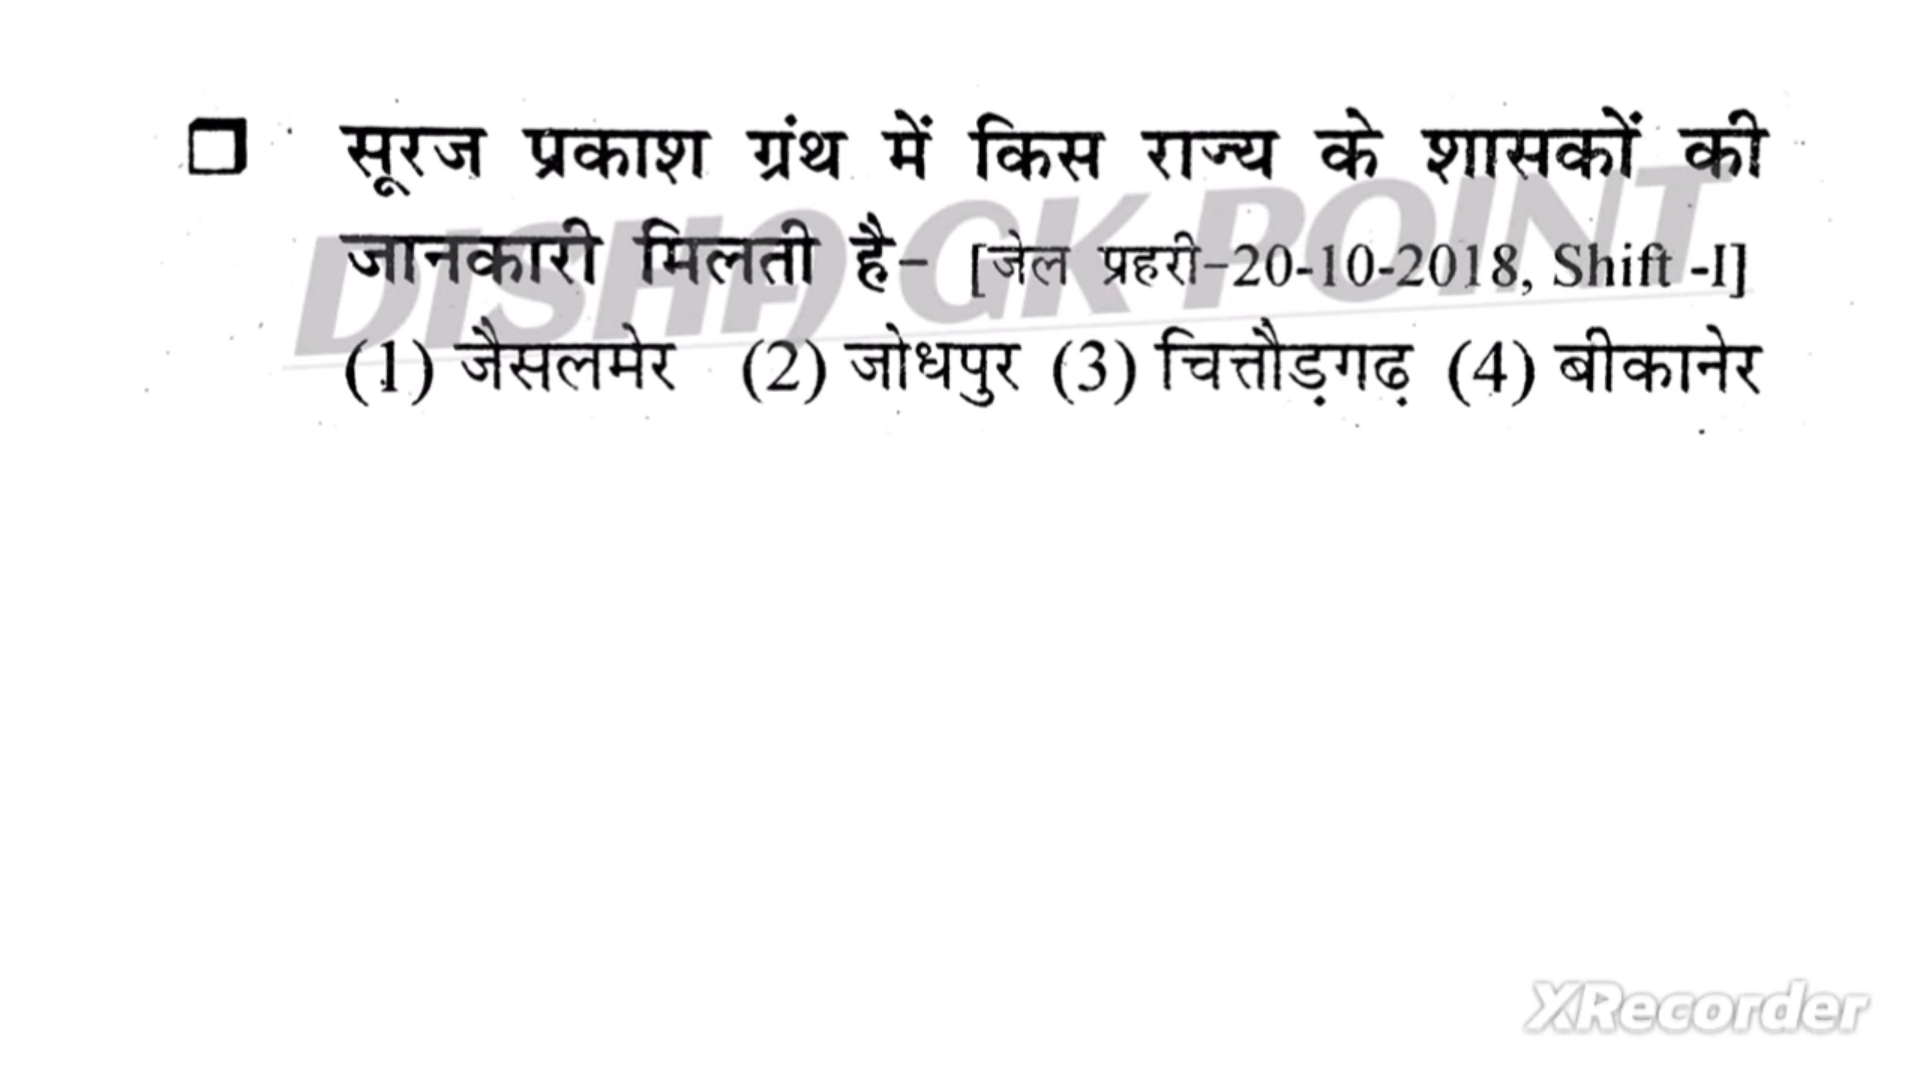 सूरज प्रकाश ग्रंथ में किस राज्य के शासकों की
जानकारी मिलती है- [जेल प्रहरी-20-10-2018, Shift -I]
(1) जैसलमेर (2) जोधपुर (3) चित्तौड़गढ़ (4) बीकानेर
DISHA GK POINT
XRecorder